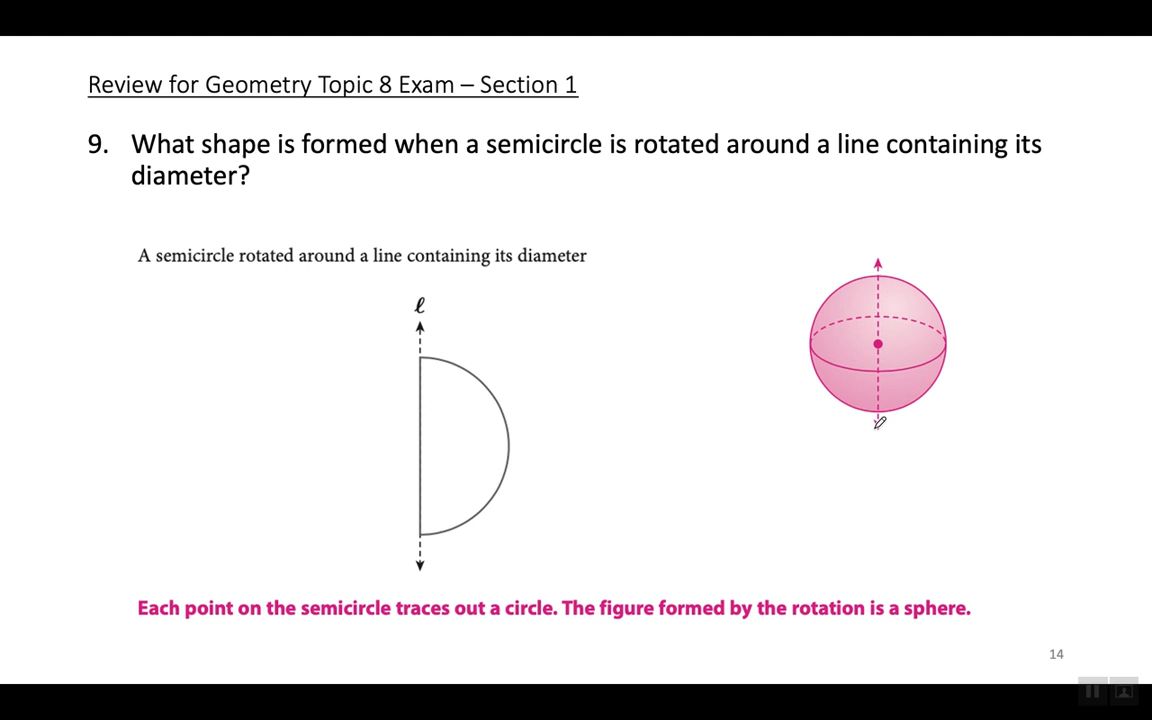 Review for Geometry Topic 8 Exam – Section 1
9. What shape is formed when a semicircle is rotated around a line containing its
diameter?
A semicircle rotated around a line containing its diameter
ℓ
Each point on the semicircle traces out a circle. The figure formed by the rotation is a sphere.
14